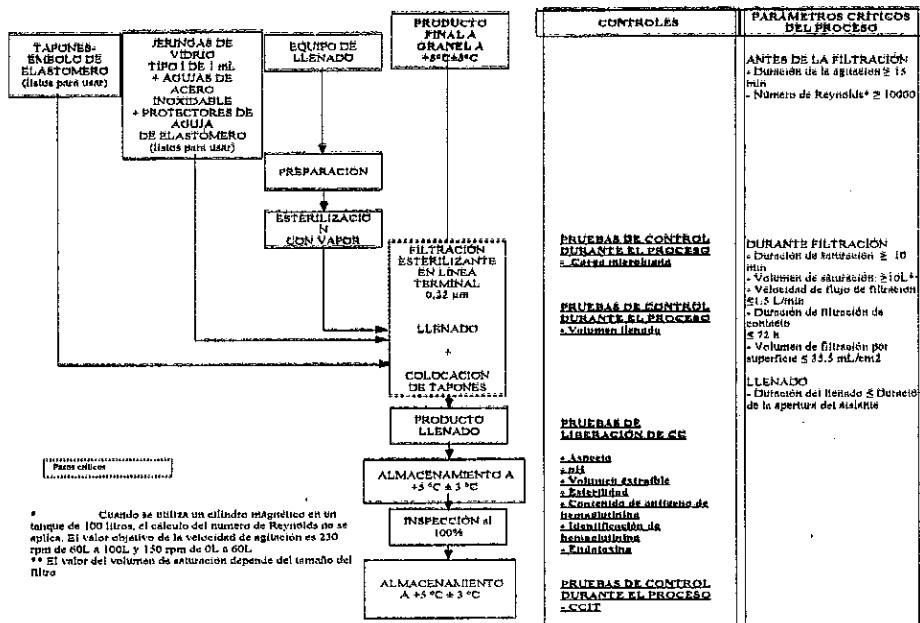 TAPONES-
ÉMBOLO DE
ELASTÓMERO
(listos para usar)
JERINGAS DE
VIDRIO
TIPO I DE 1 mL
+ AGUJAS DE
ACERO
INOXIDABLE
+ PROTECTORES DE
AGUJA
DE ELASTÓMERO
(listos para usar)
EQUIPO DE
LLENADO
PRODUCTO
FINAL A
GRANEL A
+5°C±3°C
PREPARACIÓN
ESTERILIZACIÓ
N
CON VAPOR
FILTRACIÓN
ESTERILIZANTE
EN LÍNEA
TERMINAL
0,22 µm
LLENADO
+
COLOCACIÓN
DE TAPONES
PRODUCTO
LLENADO
ALMACENAMIENTO A
+5 °C ± 3 °C
INSPECCIÓN al
100%
ALMACENAMIENTO
A +5 °C ± 3 °C
Pasos críticos
* Cuando se utiliza un cilindro magnético en un
tanque de 100 litros, el cálculo del numero de Reynolds no se
aplica. El valor objetivo de la velocidad de agitación es 230
rpm de 60L a 100L y 150 rpm de 0L a 60L
** El valor del volumen de saturación depende del tamaño del
filtro
CONTROLES
PRUEBAS DE CONTROL
DURANTE EL PROCESO
- Carga microbiana
PRUEBAS DE CONTROL
DURANTE EL PROCESO
- Volumen llenado
PRUEBAS DE
LIBERACIÓN DE CC
- Aspecto
- pH
- Volumen extraíble
- Esterilidad
- Contenido de antígeno de
hemaglutinina
- Identificación de
hemaglutinina
- Endotoxina
PRUEBAS DE CONTROL
DURANTE EL PROCESO
- CCIT
PARÁMETROS CRÍTICOS
DEL PROCESO
ANTES DE LA FILTRACIÓN
- Duración de la agitación ≥ 15
min
- Número de Reynolds* ≥ 10000
DURANTE FILTRACIÓN
- Duración de saturación ≥ 10
min
- Volumen de saturación: ≥10L**
- Velocidad de flujo de filtración
≤1.5 L/min
- Duración de filtración de
contacto
≤ 72 h
- Volumen de filtración por
superficie ≤ 33.5 mL/cm2
LLENADO
- Duración del llenado ≤ Duració
de la apertura del aislante